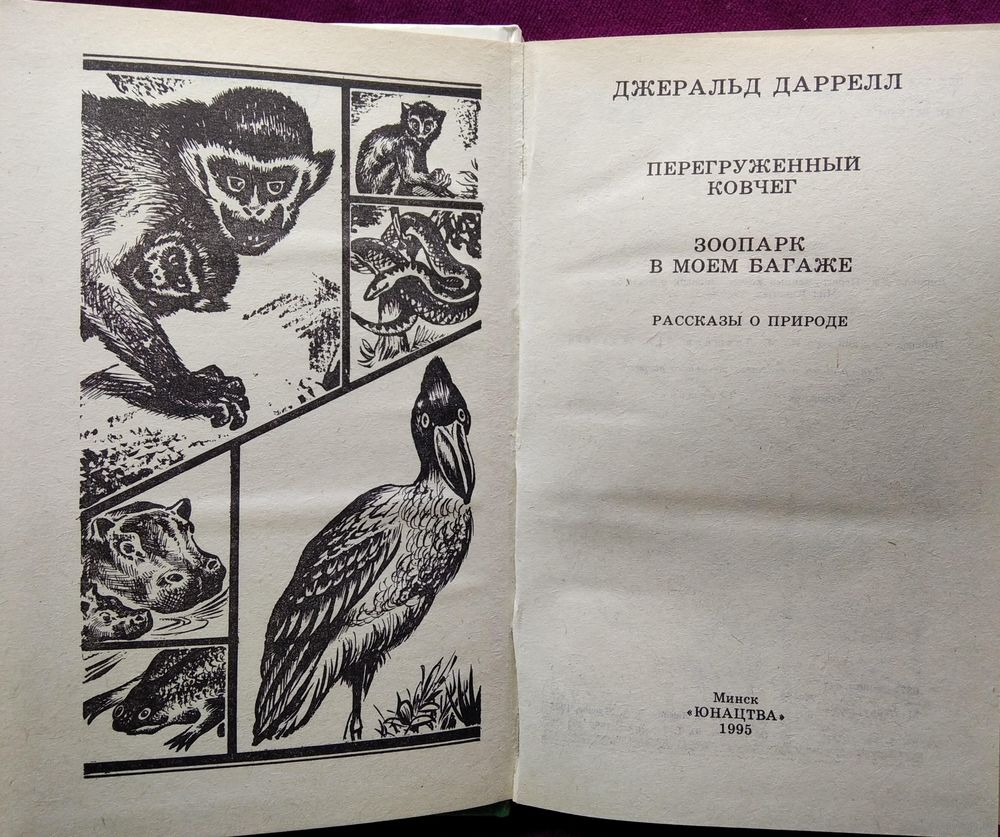 ДЖЕРАЛЬД ДАРРЕЛЛ
ПЕРЕГРУЖЕННЫЙ
КОВЧЕГ
ЗООПАРК
В МОЕМ БАГАЖЕ
РАССКАЗЫ О ПРИРОДЕ
Минск
«ЮНАЦТВА»
1995